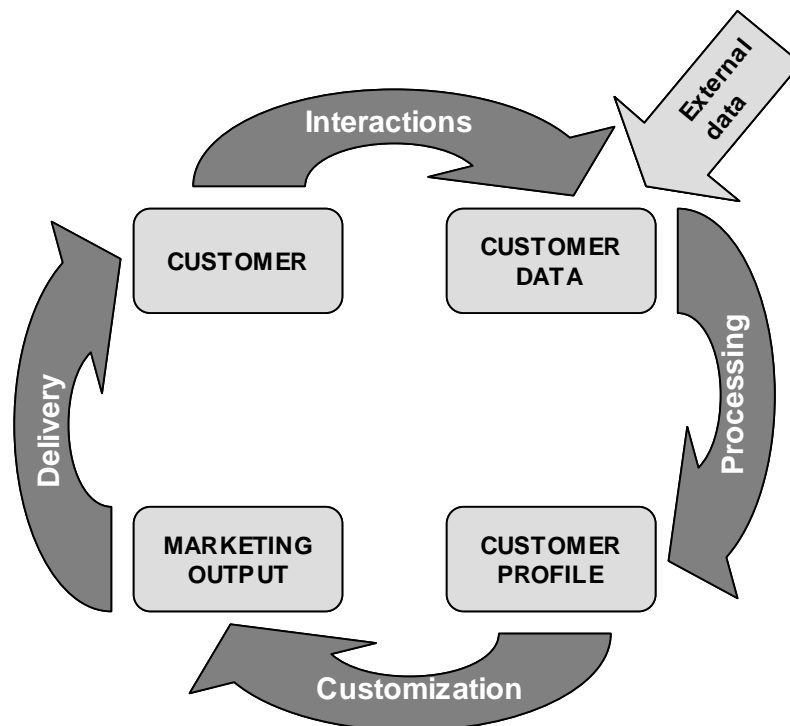 Interactions
External
data
CUSTOMER
CUSTOMER
DATA
Delivery
Processing
MARKETING
OUTPUT
CUSTOMER
PROFILE
Customization